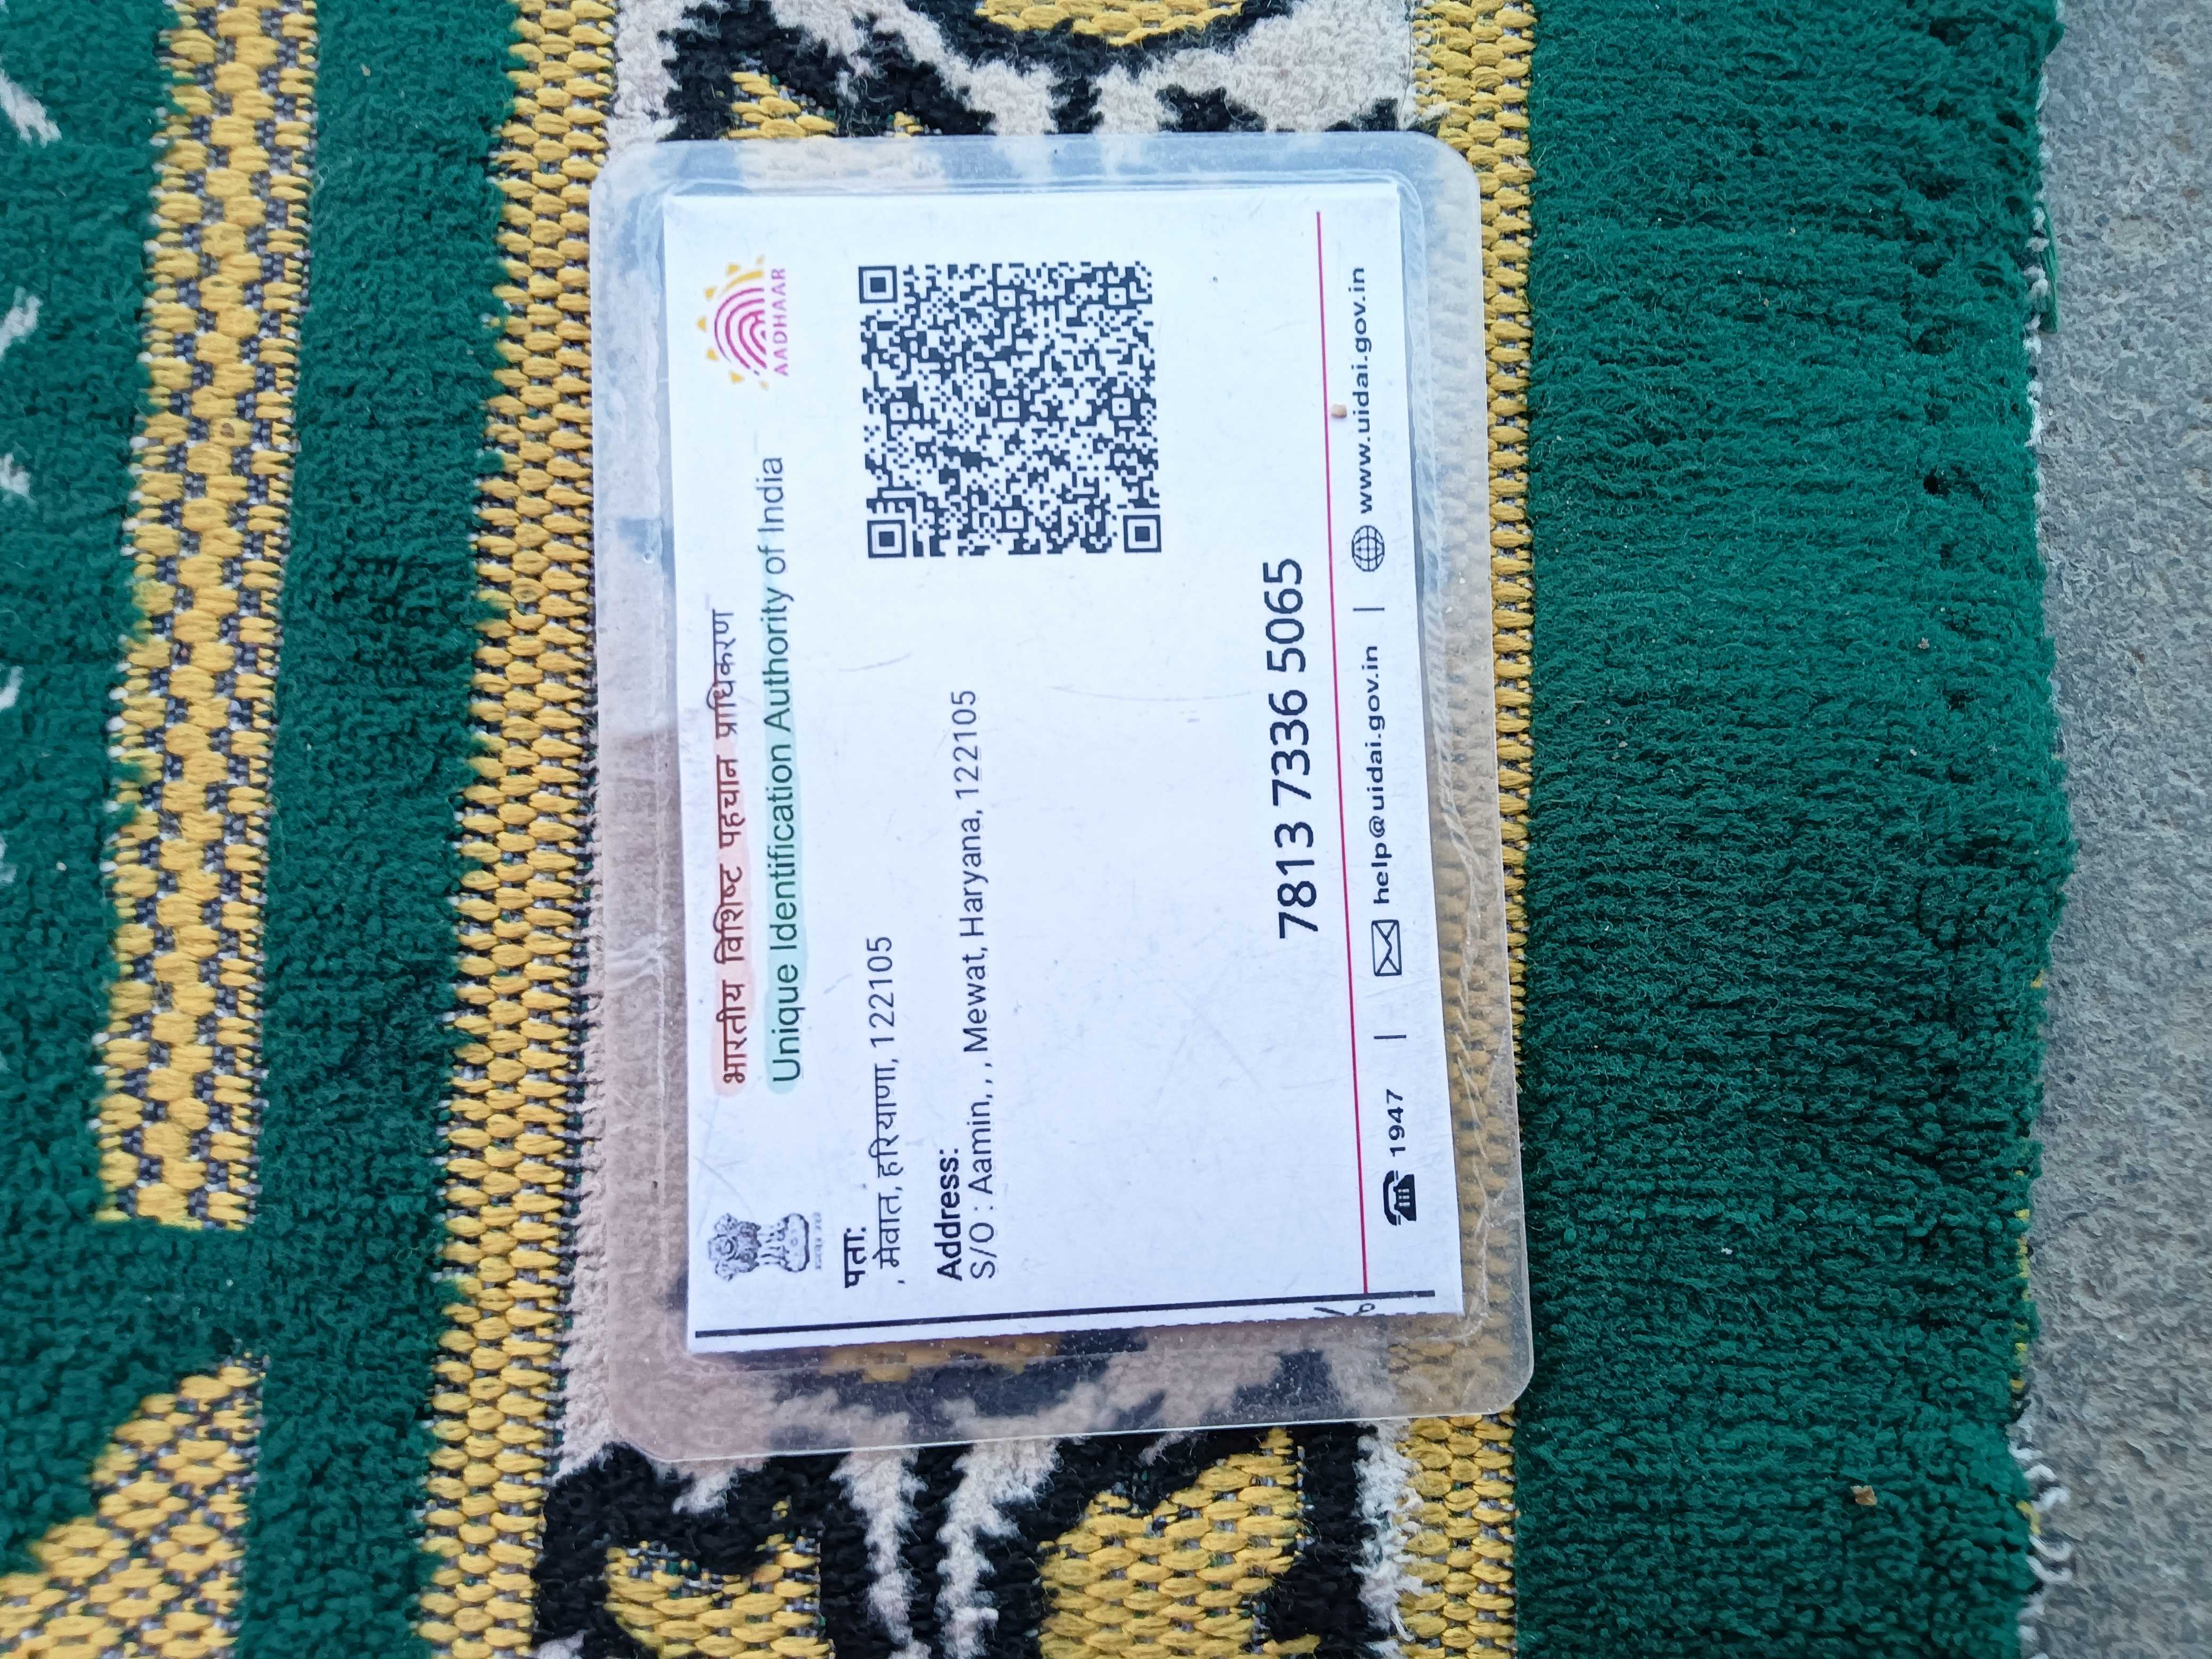 भारतीय विशिष्ट पहचान प्राधिकरण
Unique Identification Authority of India
AADHAAR
पता:
, मेवात, हरियाणा, 122105
Address:
S/O : Aamin, , , Mewat, Haryana, 122105
7813 7336 5065
1947 | help@uidai.gov.in | www.uidai.gov.in